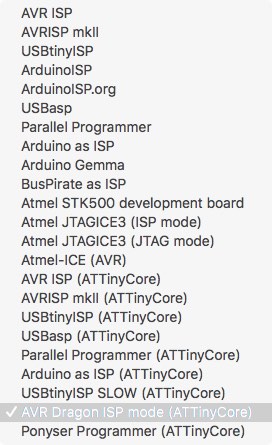 AVR ISP
AVRISP mkII
USBtinyISP
ArduinoISP
ArduinoISP.org
USBasp
Parallel Programmer
Arduino as ISP
Arduino Gemma
BusPirate as ISP
Atmel STK500 development board
Atmel JTAGICE3 (ISP mode)
Atmel JTAGICE3 (JTAG mode)
Atmel-ICE (AVR)
AVR ISP (ATTinyCore)
AVRISP mkII (ATTinyCore)
USBtinyISP (ATTinyCore)
USBasp (ATTinyCore)
Parallel Programmer (ATTinyCore)
Arduino as ISP (ATTinyCore)
USBtinyISP SLOW (ATTinyCore)
✓ AVR Dragon ISP mode (ATTinyCore)
Ponyser Programmer (ATTinyCore)